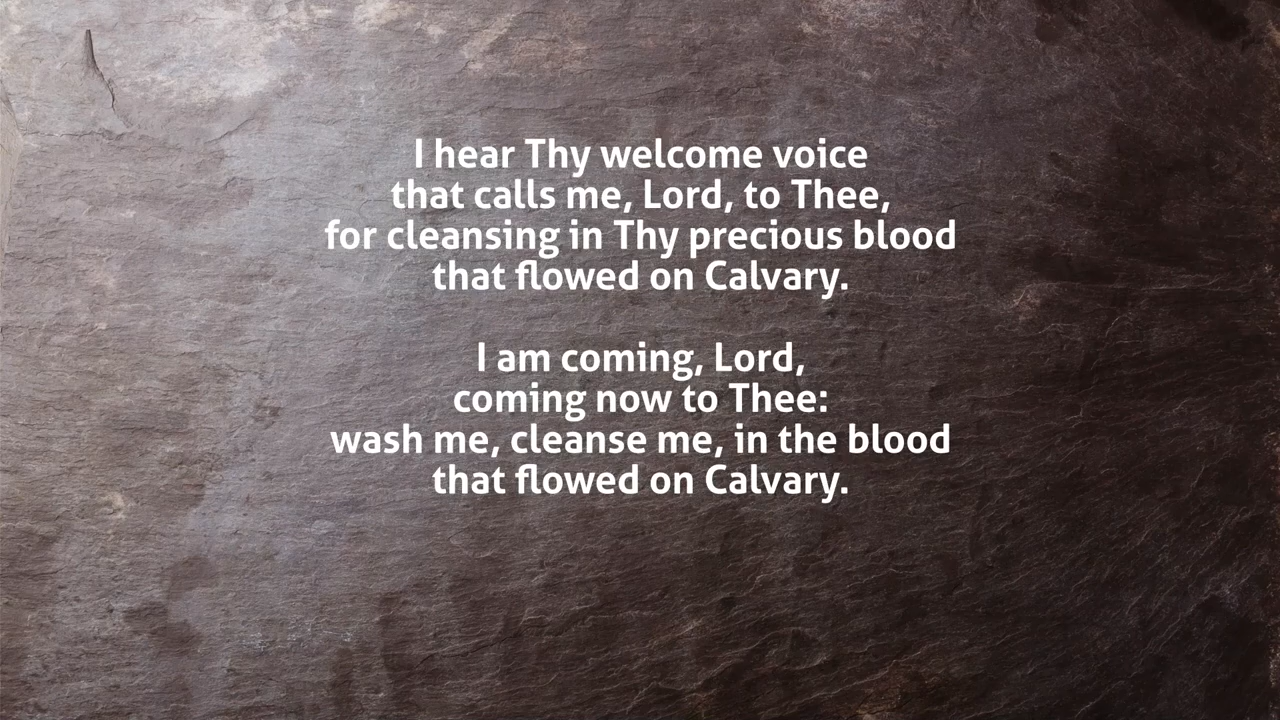 I hear Thy welcome voice
that calls me, Lord, to Thee,
for cleansing in Thy precious blood
that flowed on Calvary.
I am coming, Lord,
coming now to Thee:
wash me, cleanse me, in the blood
that flowed on Calvary.